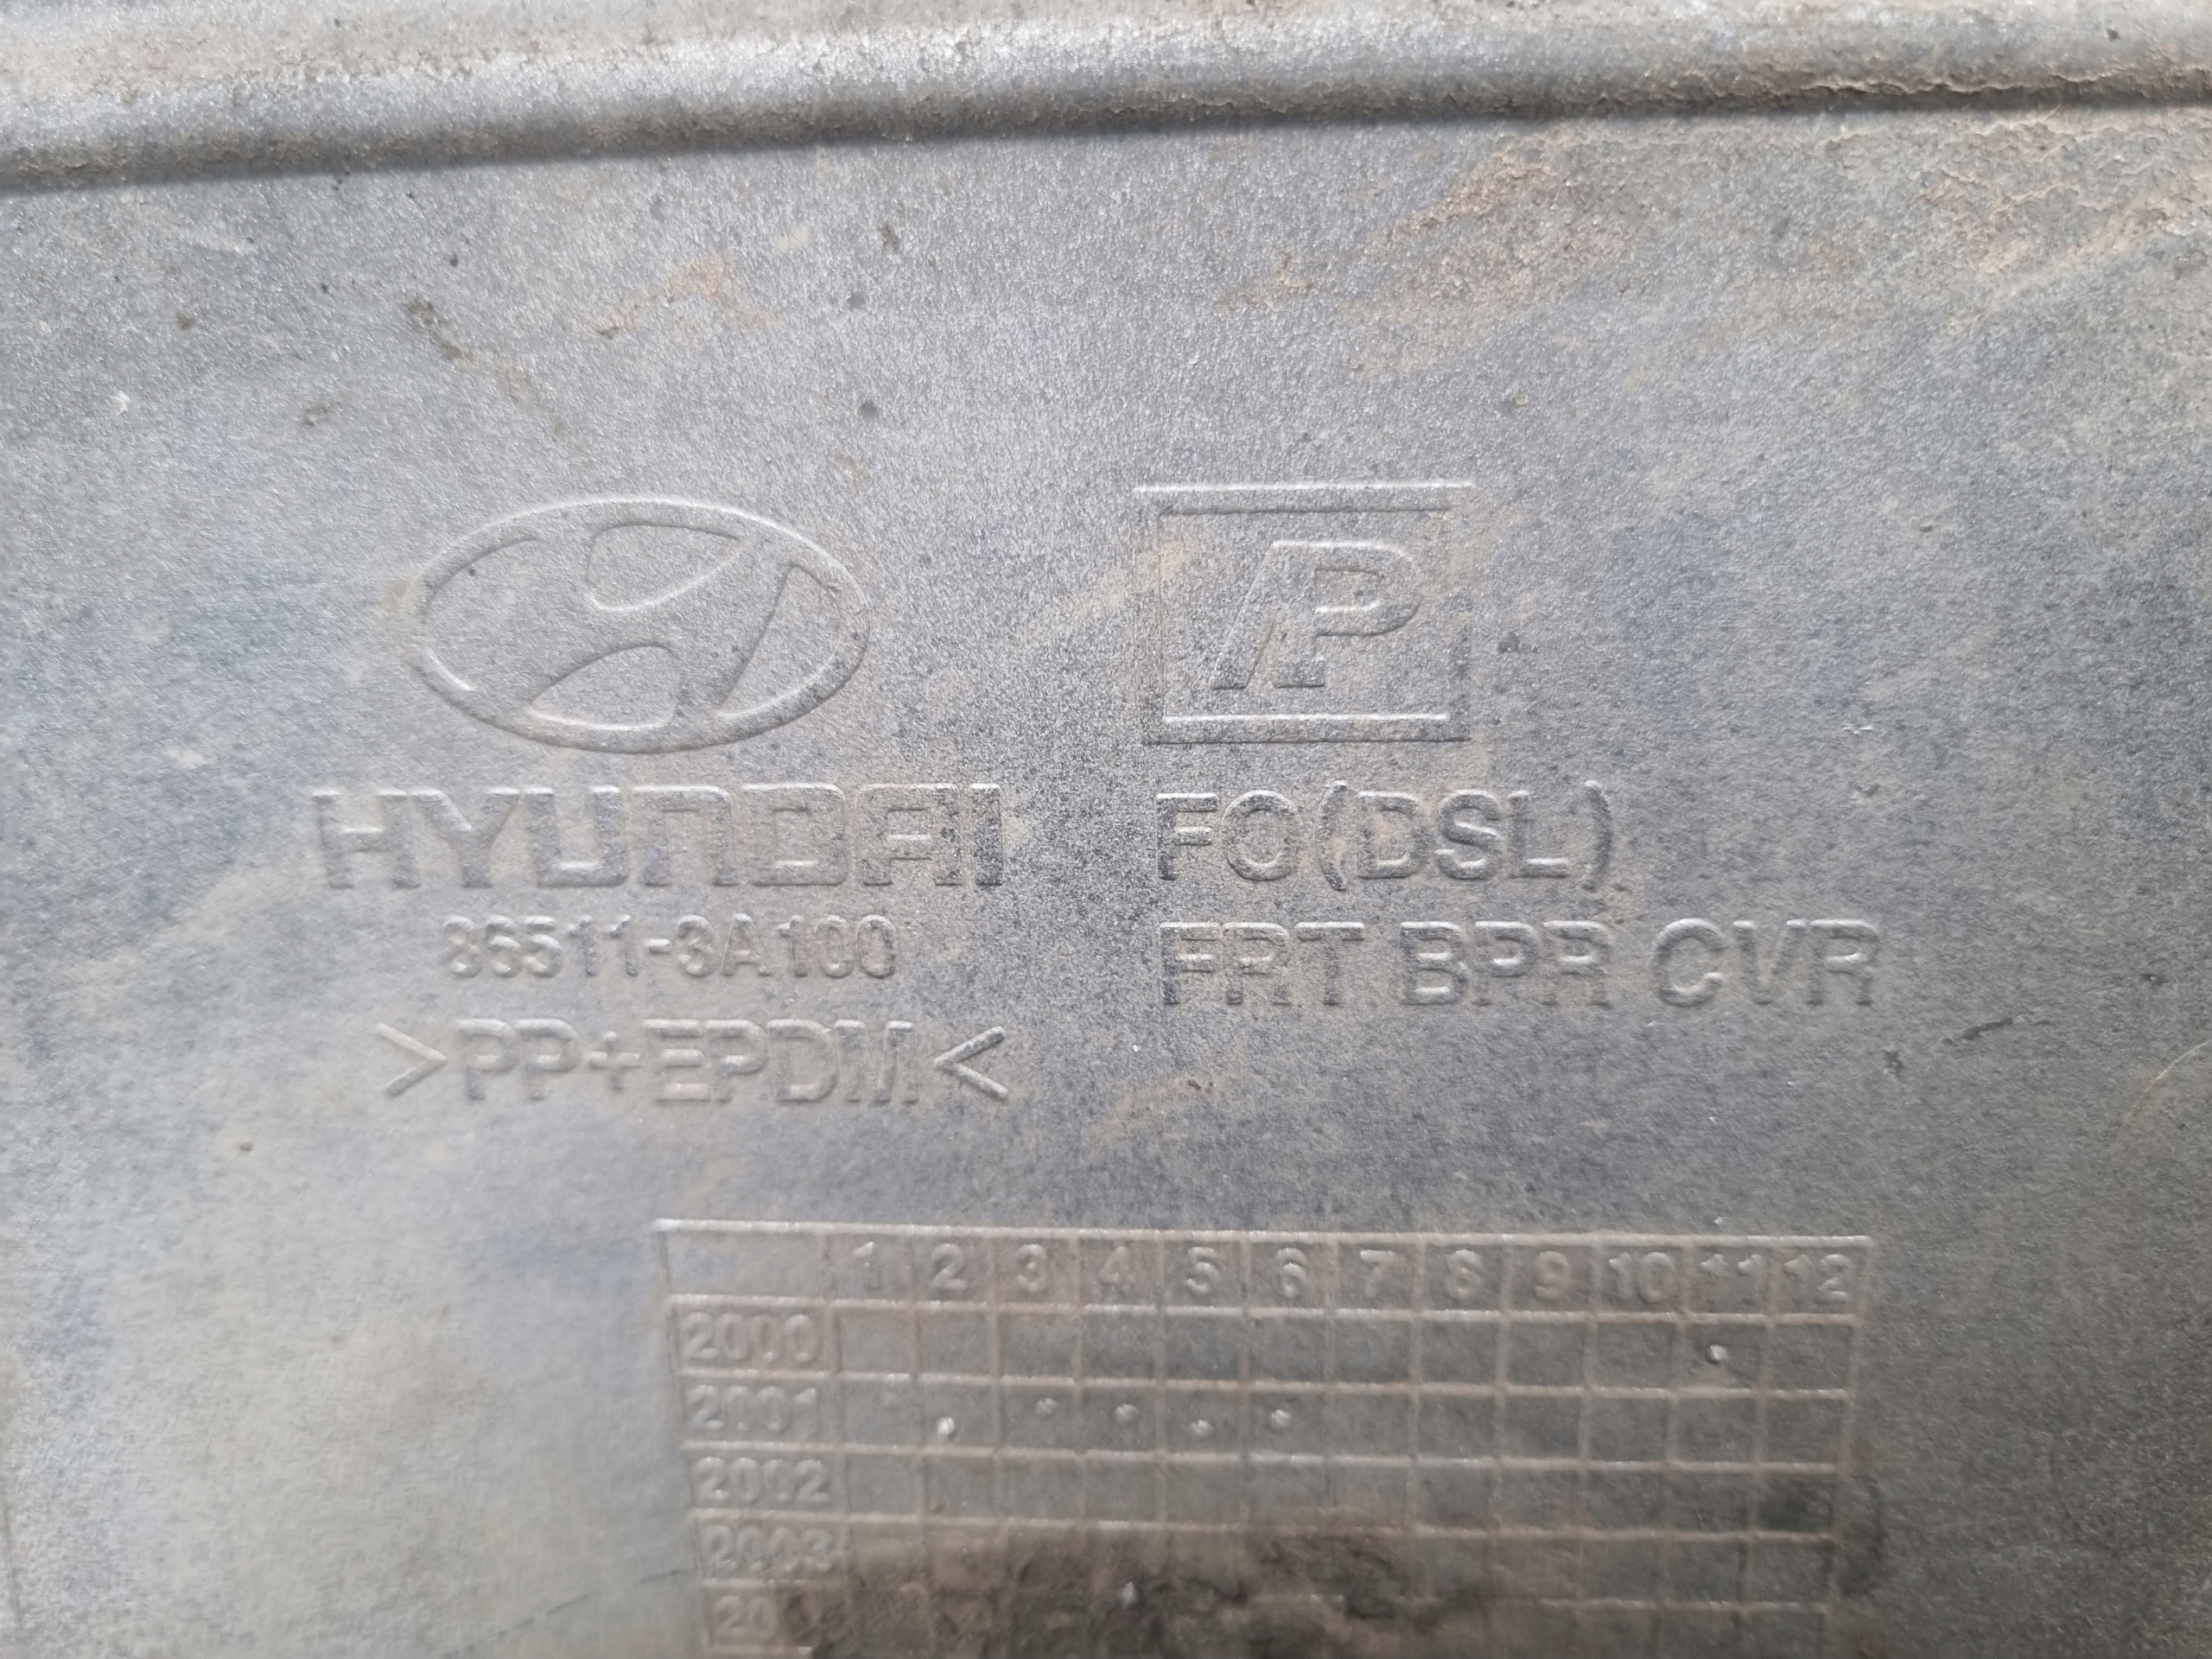 HYUNDAI
86511-3A100
>PP+EPDM<
IP
FO(DSL)
FRT BPR CVR
1 2 3 4 5 6 7 8 9 10 11 12
2000
2001
2002
2003